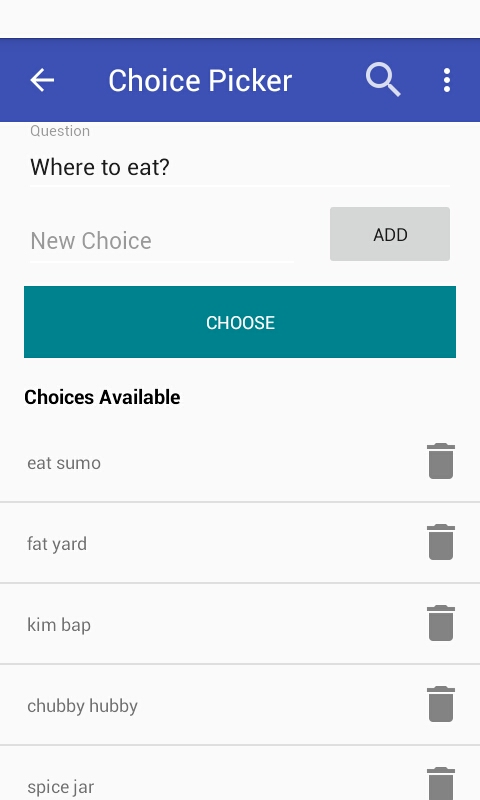 Choice Picker
Question
Where to eat?
New Choice
ADD
CHOOSE
Choices Available
eat sumo
fat yard
kim bap
chubby hubby
spice jar